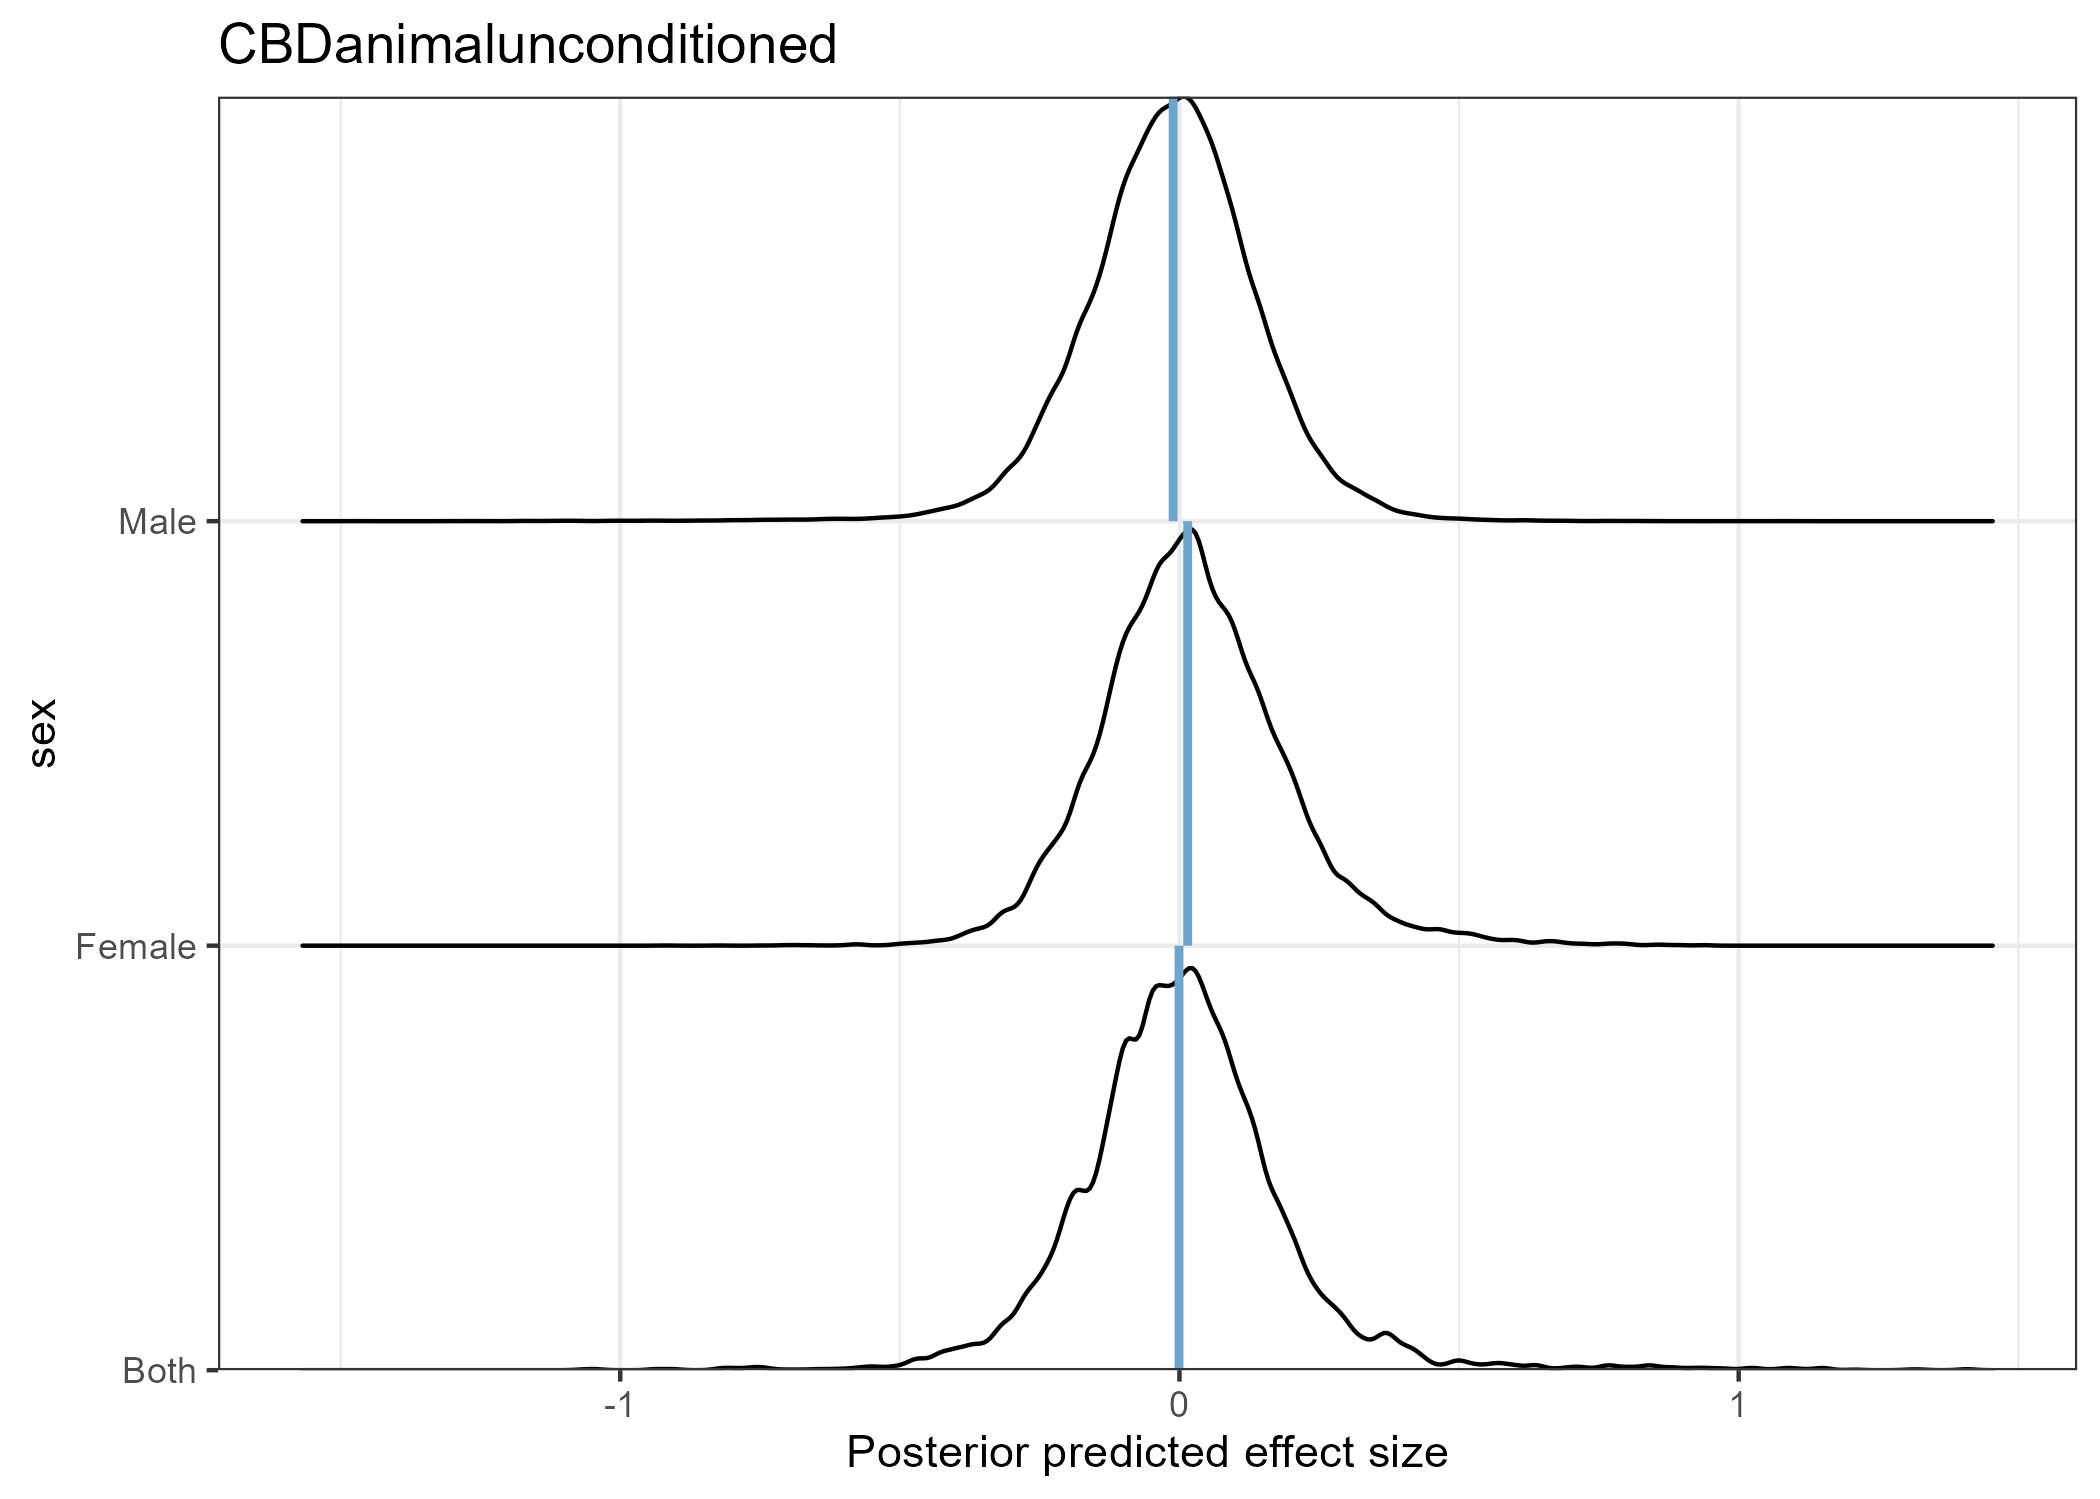 CBDanimalunconditioned
sex
Male
Female
Both
-1 0 1
Posterior predicted effect size